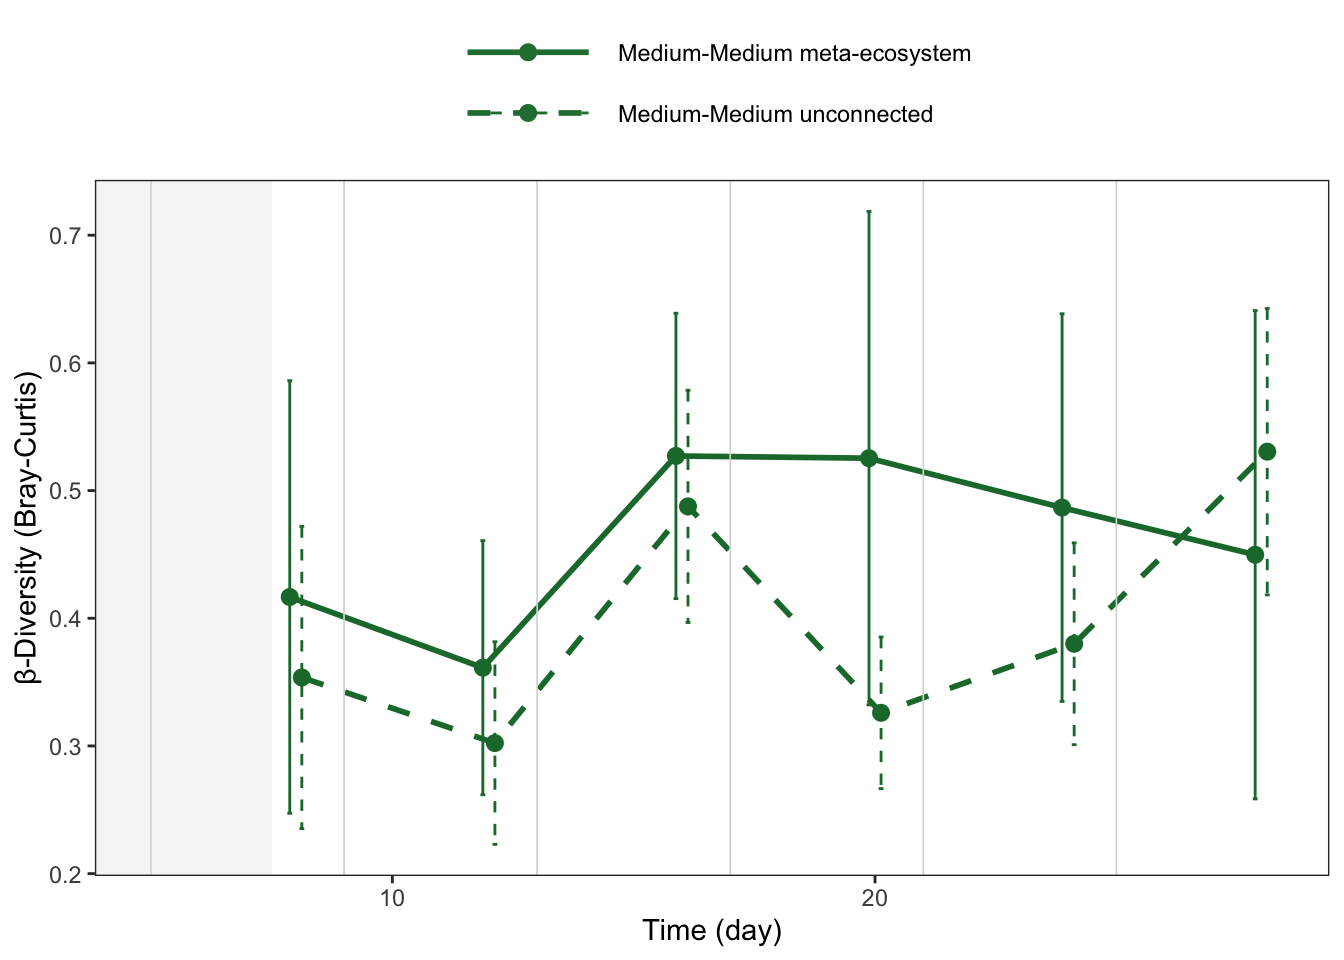 Medium-Medium meta-ecosystem
Medium-Medium unconnected
0.7
0.6
0.5
0.4
0.3
0.2
β-Diversity (Bray-Curtis)
10
20
Time (day)